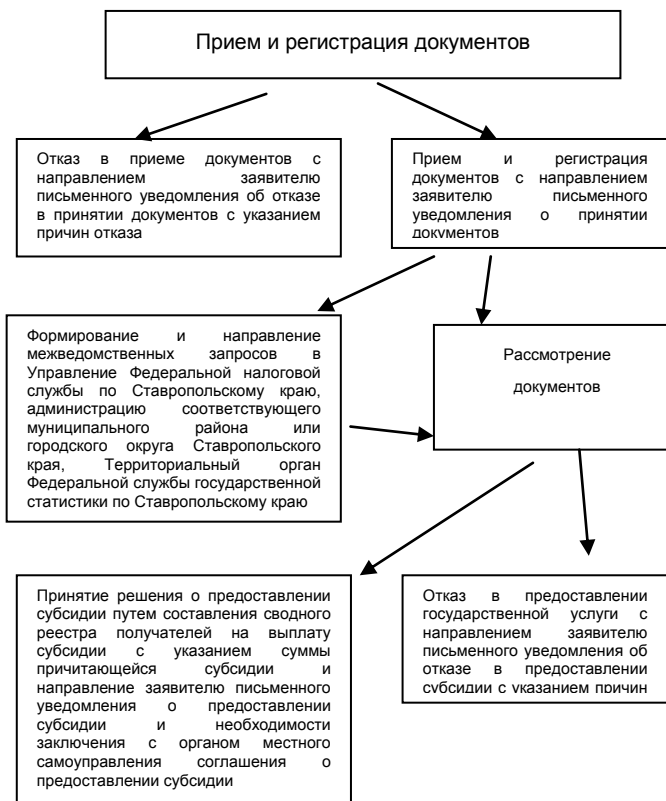 Прием и регистрация документов
Отказ в приеме документов с
направлением заявителю
письменного уведомления об отказе
в принятии документов с указанием
причин отказа
Прием и регистрация
документов с направлением
заявителю письменного
уведомления о принятии
документов
Формирование и направление
межведомственных запросов в
Управление Федеральной налоговой
службы по Ставропольскому краю,
администрацию соответствующего
муниципального района или
городского округа Ставропольского
края, Территориальный орган
Федеральной службы государственной
статистики по Ставропольскому краю
Рассмотрение
документов
Принятие решения о предоставлении
субсидии путем составления сводного
реестра получателей на выплату
субсидии с указанием суммы
причитающейся субсидии и
направление заявителю письменного
уведомления о предоставлении
субсидии и необходимости
заключения с органом местного
самоуправления соглашения о
предоставлении субсидии
Отказ в предоставлении
государственной услуги с
направлением заявителю
письменного уведомления об
отказе в предоставлении
субсидии с указанием причин